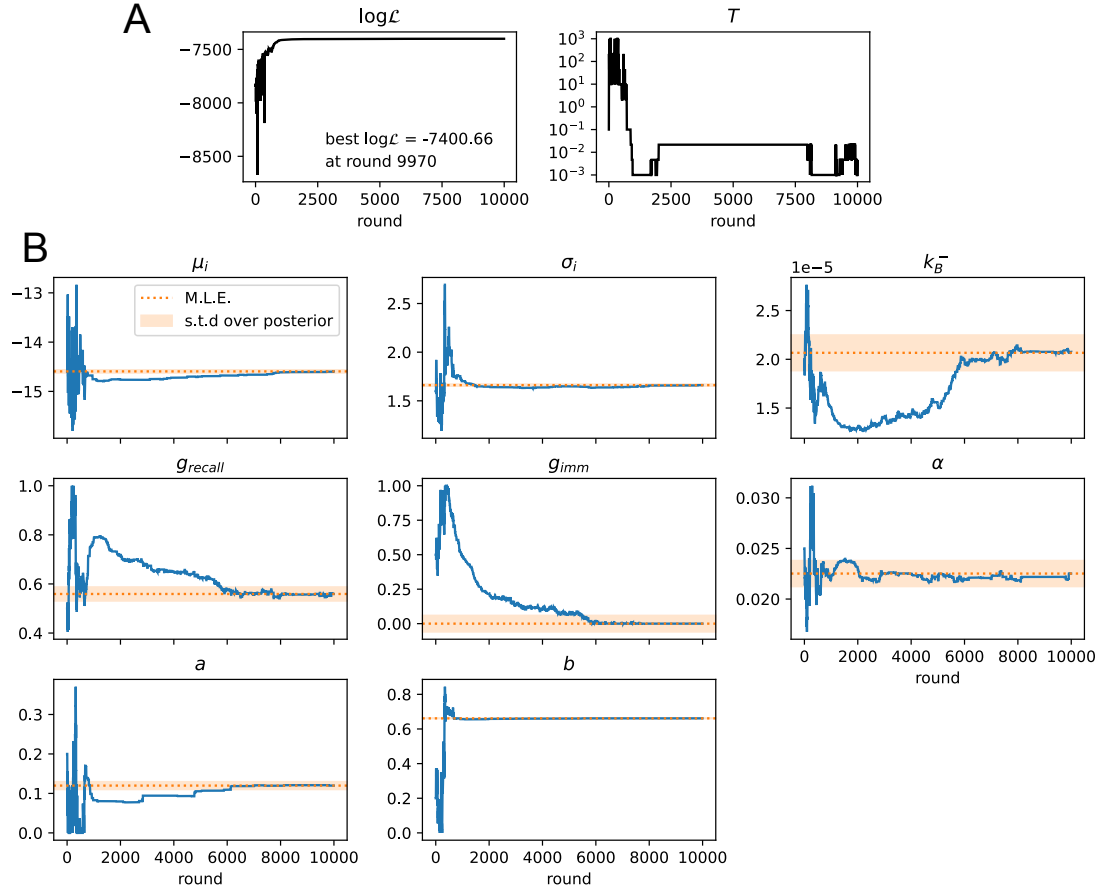 A
logℒ
−7500
−8000
−8500
best logℒ = -7400.66
at round 9970
0 2500 5000 7500 10000
round
T
10³
10²
10¹
10⁰
10⁻¹
10⁻²
10⁻³
0 2500 5000 7500 10000
round
B
μᵢ
−13
−14
−15
M.L.E.
s.t.d over posterior
σᵢ
2.5
2.0
1.5
k_B⁻
1e−5
2.5
2.0
1.5
g_recall
1.0
0.8
0.6
0.4
g_imm
1.00
0.75
0.50
0.25
0.00
α
0.030
0.025
0.020
0 2000 4000 6000 8000 10000
round
a
0.3
0.2
0.1
0.0
0 2000 4000 6000 8000 10000
round
b
0.8
0.6
0.4
0.2
0.0
0 2000 4000 6000 8000 10000
round